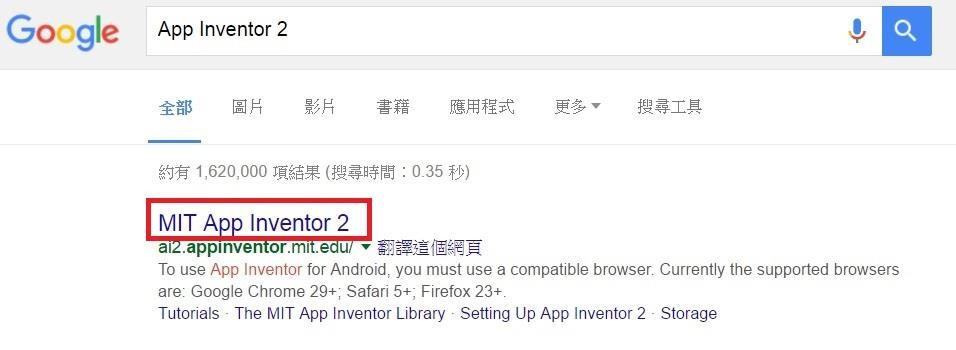 Google
App Inventor 2
全部 圖片 影片 書籍 應用程式 更多 搜尋工具
約有 1,620,000 項結果 (搜尋時間：0.35 秒)
MIT App Inventor 2
ai2.appinventor.mit.edu/ 翻譯這個網頁
To use App Inventor for Android, you must use a compatible browser. Currently the supported browsers
are: Google Chrome 29+; Safari 5+; Firefox 23+.
Tutorials · The MIT App Inventor Library · Setting Up App Inventor 2 · Storage